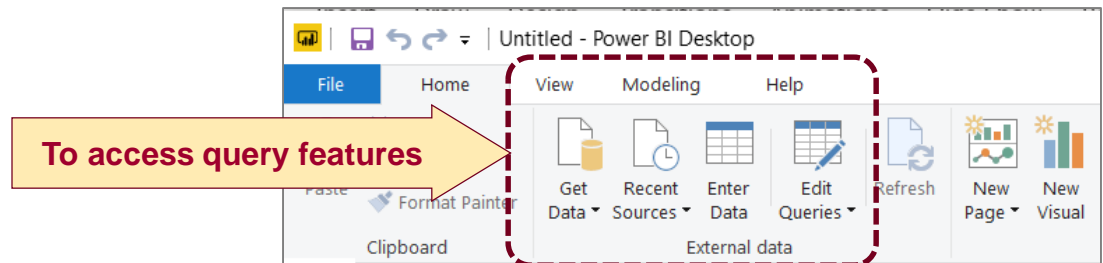 Untitled - Power BI Desktop
File Home View Modeling Help
To access query features
Paste
Format Painter
Get Data
Recent Sources
Enter Data
Edit Queries
Refresh
New Page
New Visual
Clipboard
External data